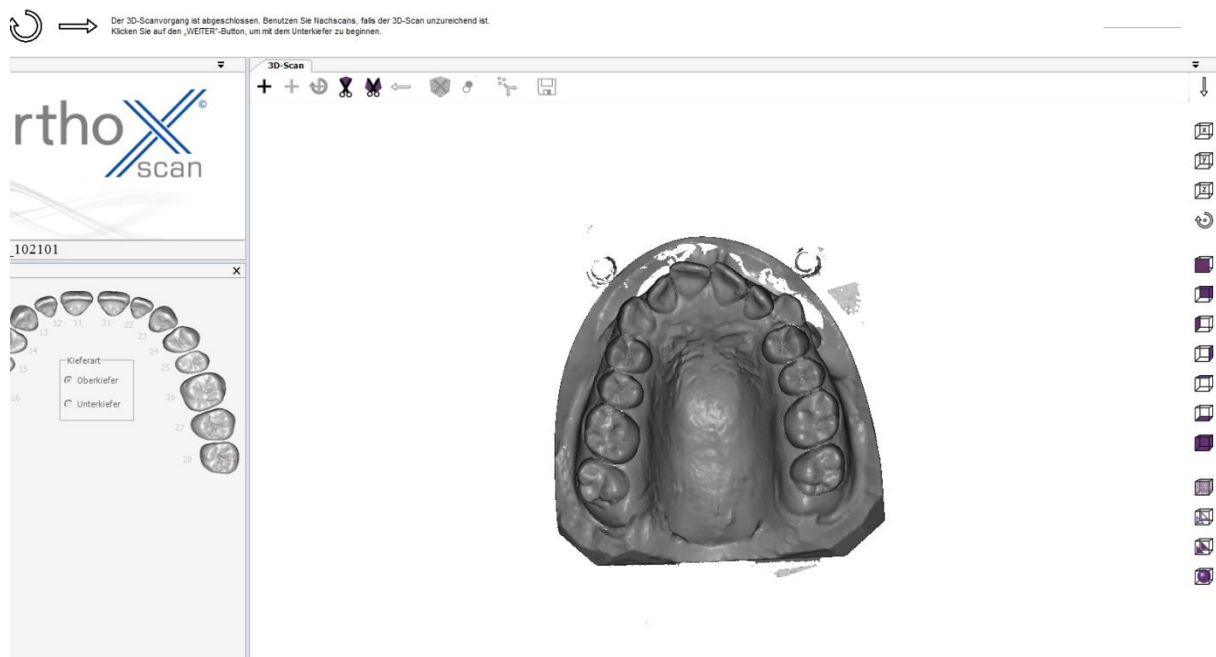 Der 3D-Scanvorgang ist abgeschlossen. Benutzen Sie Nachscans, falls der 3D-Scan unzureichend ist.
Klicken Sie auf den „WEITER"-Button, um mit dem Unterkiefer zu beginnen.
3D-Scan
rtho X ©
scan
_102101
12 11 21 22
13 23
14 24
15 25
Kieferart
Oberkiefer
16 26
Unterkiefer
27
28
x
y
z